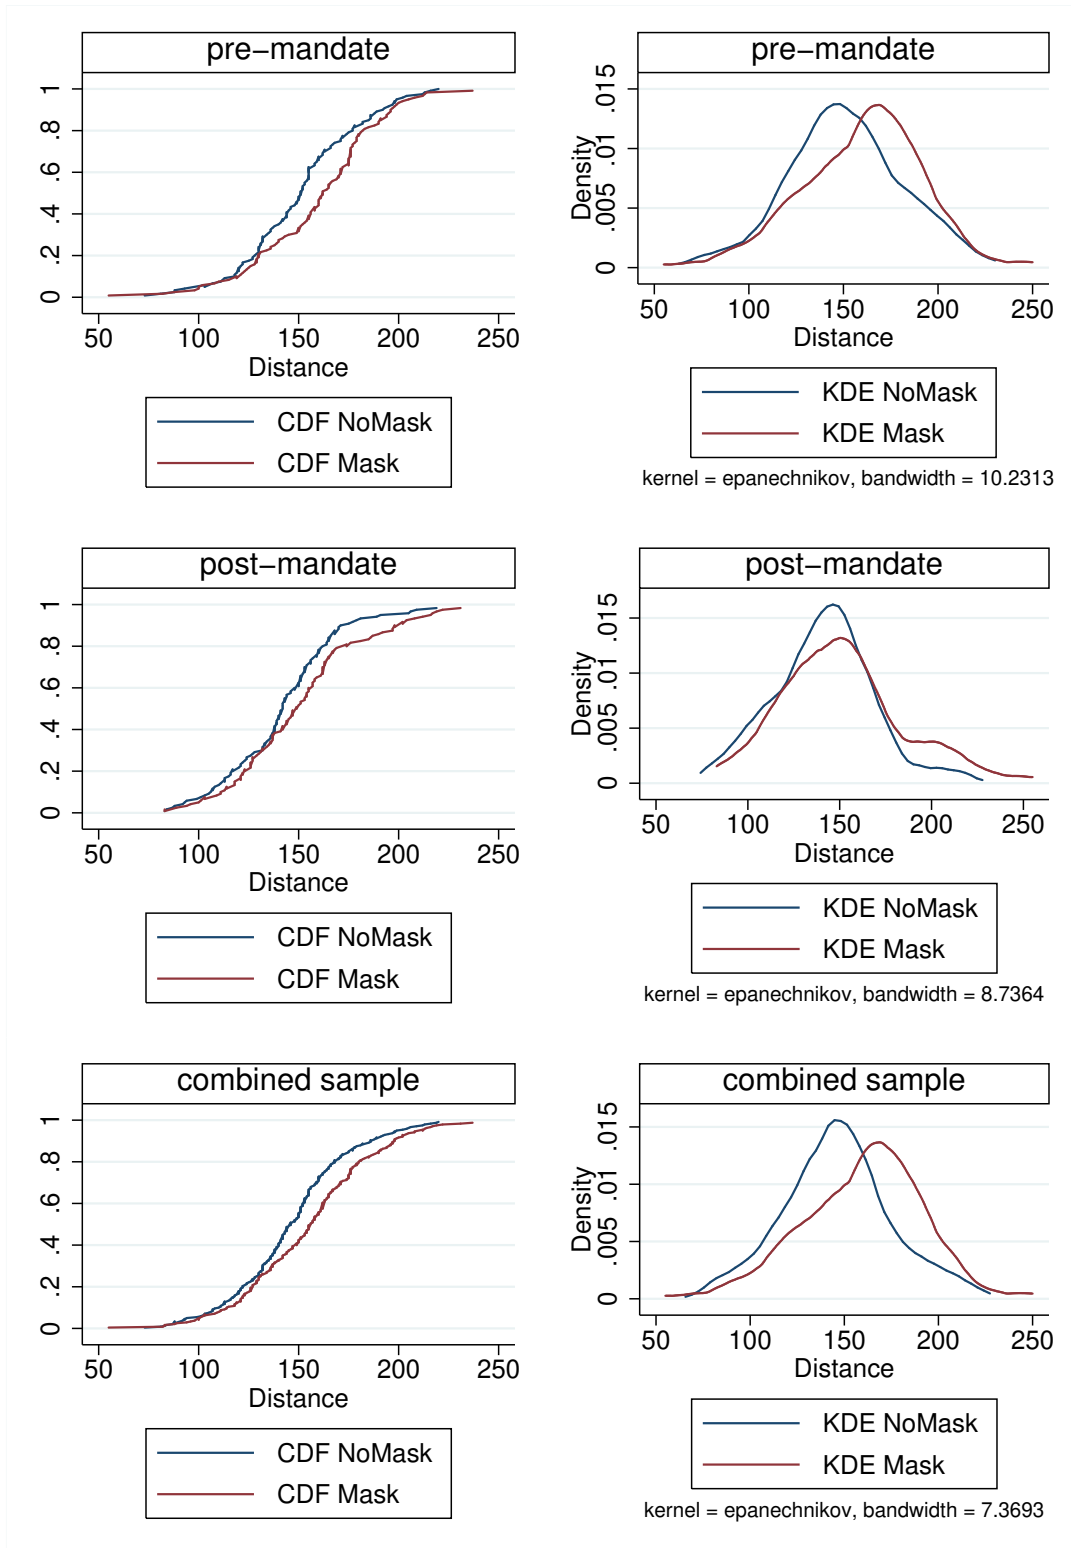 pre−mandate
1
.8
.6
.4
.2
0
50 100 150 200 250
Distance
CDF NoMask
CDF Mask
pre−mandate
Density
.015
.01
.005
0
50 100 150 200 250
Distance
KDE NoMask
KDE Mask
kernel = epanechnikov, bandwidth = 10.2313
post−mandate
1
.8
.6
.4
.2
0
50 100 150 200 250
Distance
CDF NoMask
CDF Mask
post−mandate
Density
.015
.01
.005
0
50 100 150 200 250
Distance
KDE NoMask
KDE Mask
kernel = epanechnikov, bandwidth = 8.7364
combined sample
1
.8
.6
.4
.2
0
50 100 150 200 250
Distance
CDF NoMask
CDF Mask
combined sample
Density
.015
.01
.005
0
50 100 150 200 250
Distance
KDE NoMask
KDE Mask
kernel = epanechnikov, bandwidth = 7.3693